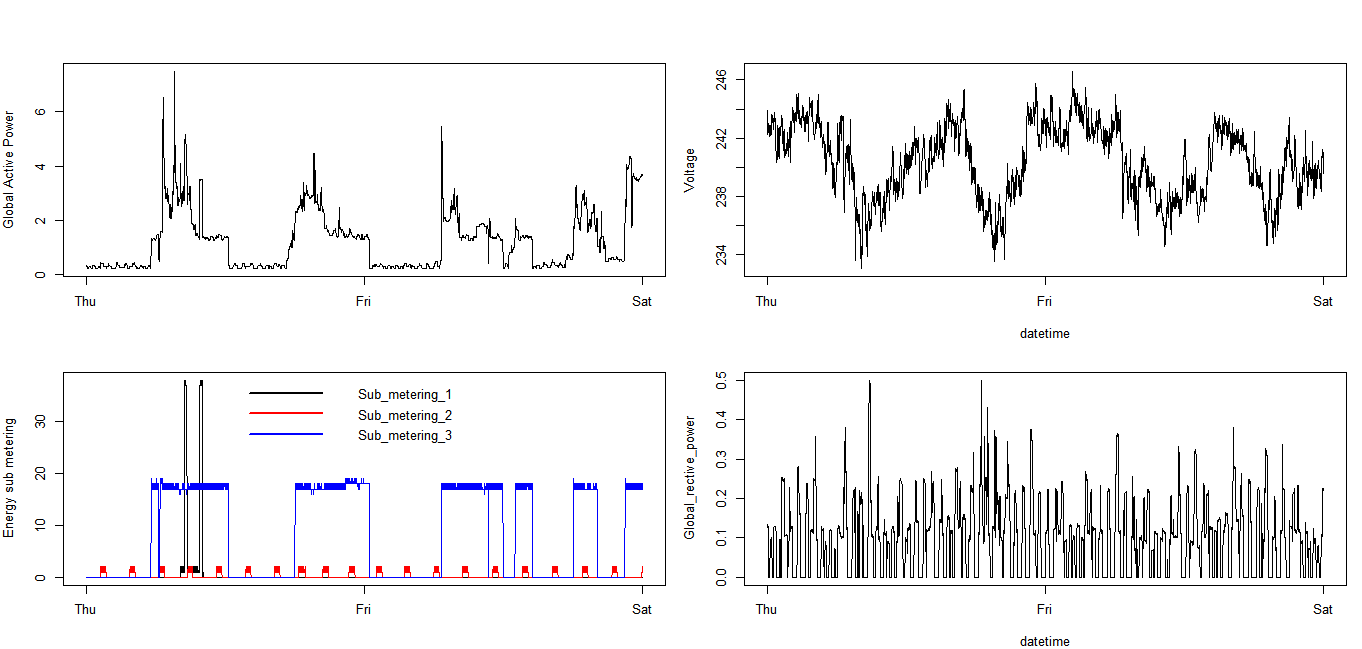 Global Active Power
0 2 4 6
Thu Fri Sat
Voltage
234 238 242 246
Thu Fri Sat
datetime
Energy sub metering
0 10 20 30
Sub_metering_1
Sub_metering_2
Sub_metering_3
Thu Fri Sat
Global_rective_power
0.0 0.1 0.2 0.3 0.4 0.5
Thu Fri Sat
datetime